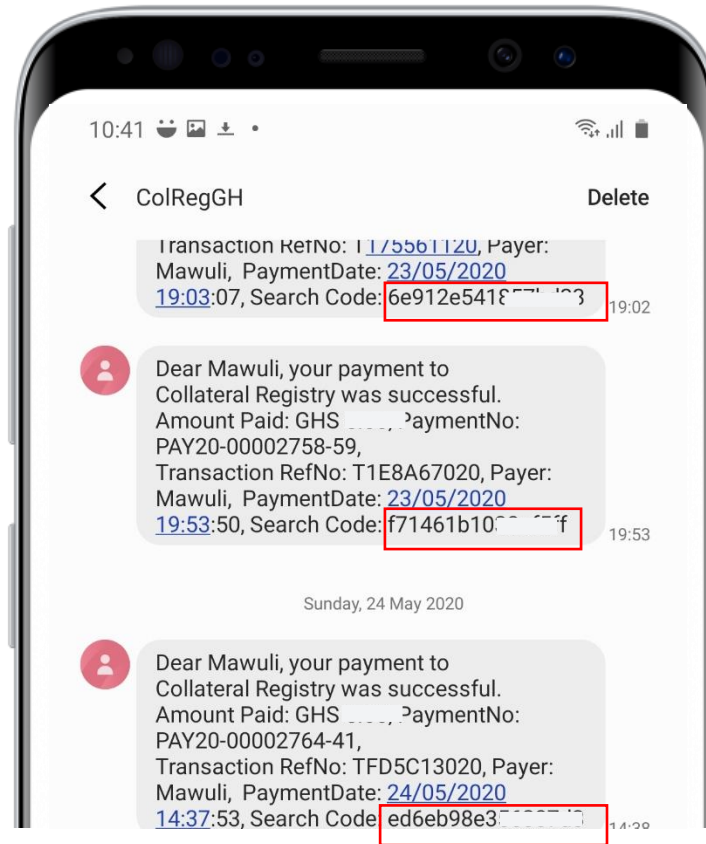 10:41
ColRegGH
Delete
Transaction RefNo: T175561120, Payer:
Mawuli, PaymentDate: 23/05/2020
19:03:07, Search Code: 6e912e541
19:02
Dear Mawuli, your payment to
Collateral Registry was successful.
Amount Paid: GHS PaymentNo:
PAY20-00002758-59,
Transaction RefNo: T1E8A67020, Payer:
Mawuli, PaymentDate: 23/05/2020
19:53:50, Search Code: f71461b10
19:53
Sunday, 24 May 2020
Dear Mawuli, your payment to
Collateral Registry was successful.
Amount Paid: GHS PaymentNo:
PAY20-00002764-41,
Transaction RefNo: TFD5C13020, Payer:
Mawuli, PaymentDate: 24/05/2020
14:37:53, Search Code: ed6eb98e3
14:38